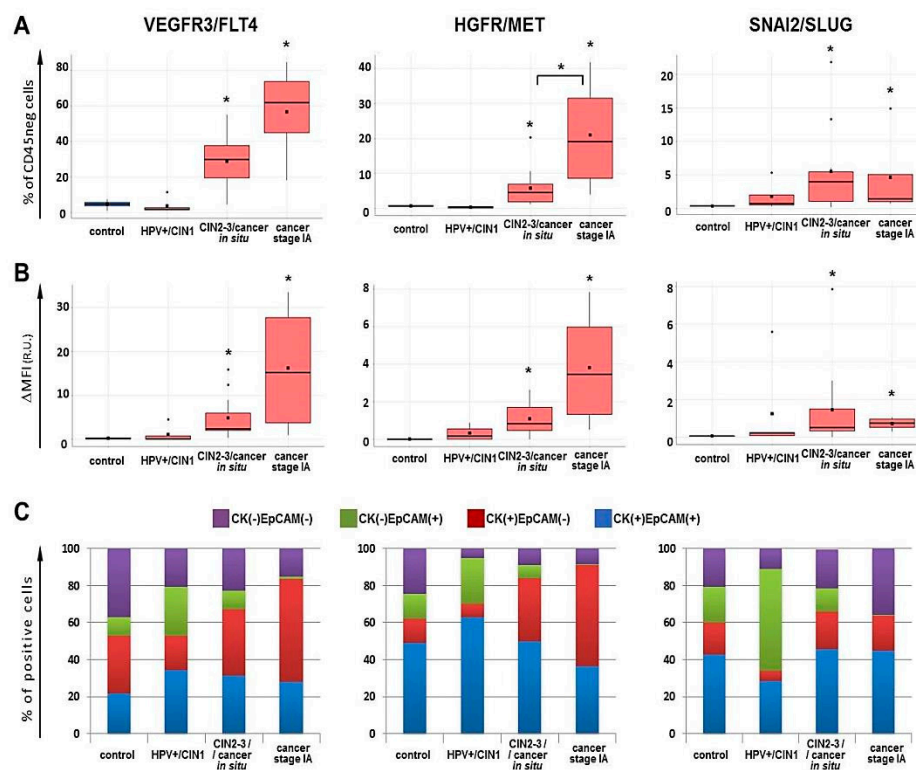 A
VEGFR3/FLT4
HGFR/MET
SNAI2/SLUG
% of CD45neg cells
80
60
40
20
0
*
*
control
HPV+/CIN1
CIN2-3/cancer
in situ
cancer
stage IA
40
30
20
10
0
*
*
*
control
HPV+/CIN1
CIN2-3/cancer
in situ
cancer
stage IA
20
15
10
5
0
*
*
control
HPV+/CIN1
CIN2-3/cancer
in situ
cancer
stage IA
B
ΔMFI (R.U.)
30
20
10
0
*
*
control
HPV+/CIN1
CIN2-3/cancer
in situ
cancer
stage IA
8
6
4
2
0
*
*
control
HPV+/CIN1
CIN2-3/cancer
in situ
cancer
stage IA
8
6
4
2
0
*
*
control
HPV+/CIN1
CIN2-3/cancer
in situ
cancer
stage IA
C
CK(-)EpCAM(-)
CK(-)EpCAM(+)
CK(+)EpCAM(-)
CK(+)EpCAM(+)
% of positive cells
100
80
60
40
20
0
control
HPV+/CIN1
CIN2-3 /
/ cancer
in situ
cancer
stage IA
100
80
60
40
20
0
control
HPV+/CIN1
CIN2-3 /
/ cancer
in situ
cancer
stage IA
100
80
60
40
20
0
control
HPV+/CIN1
CIN2-3 /
/ cancer
in situ
cancer
stage IA